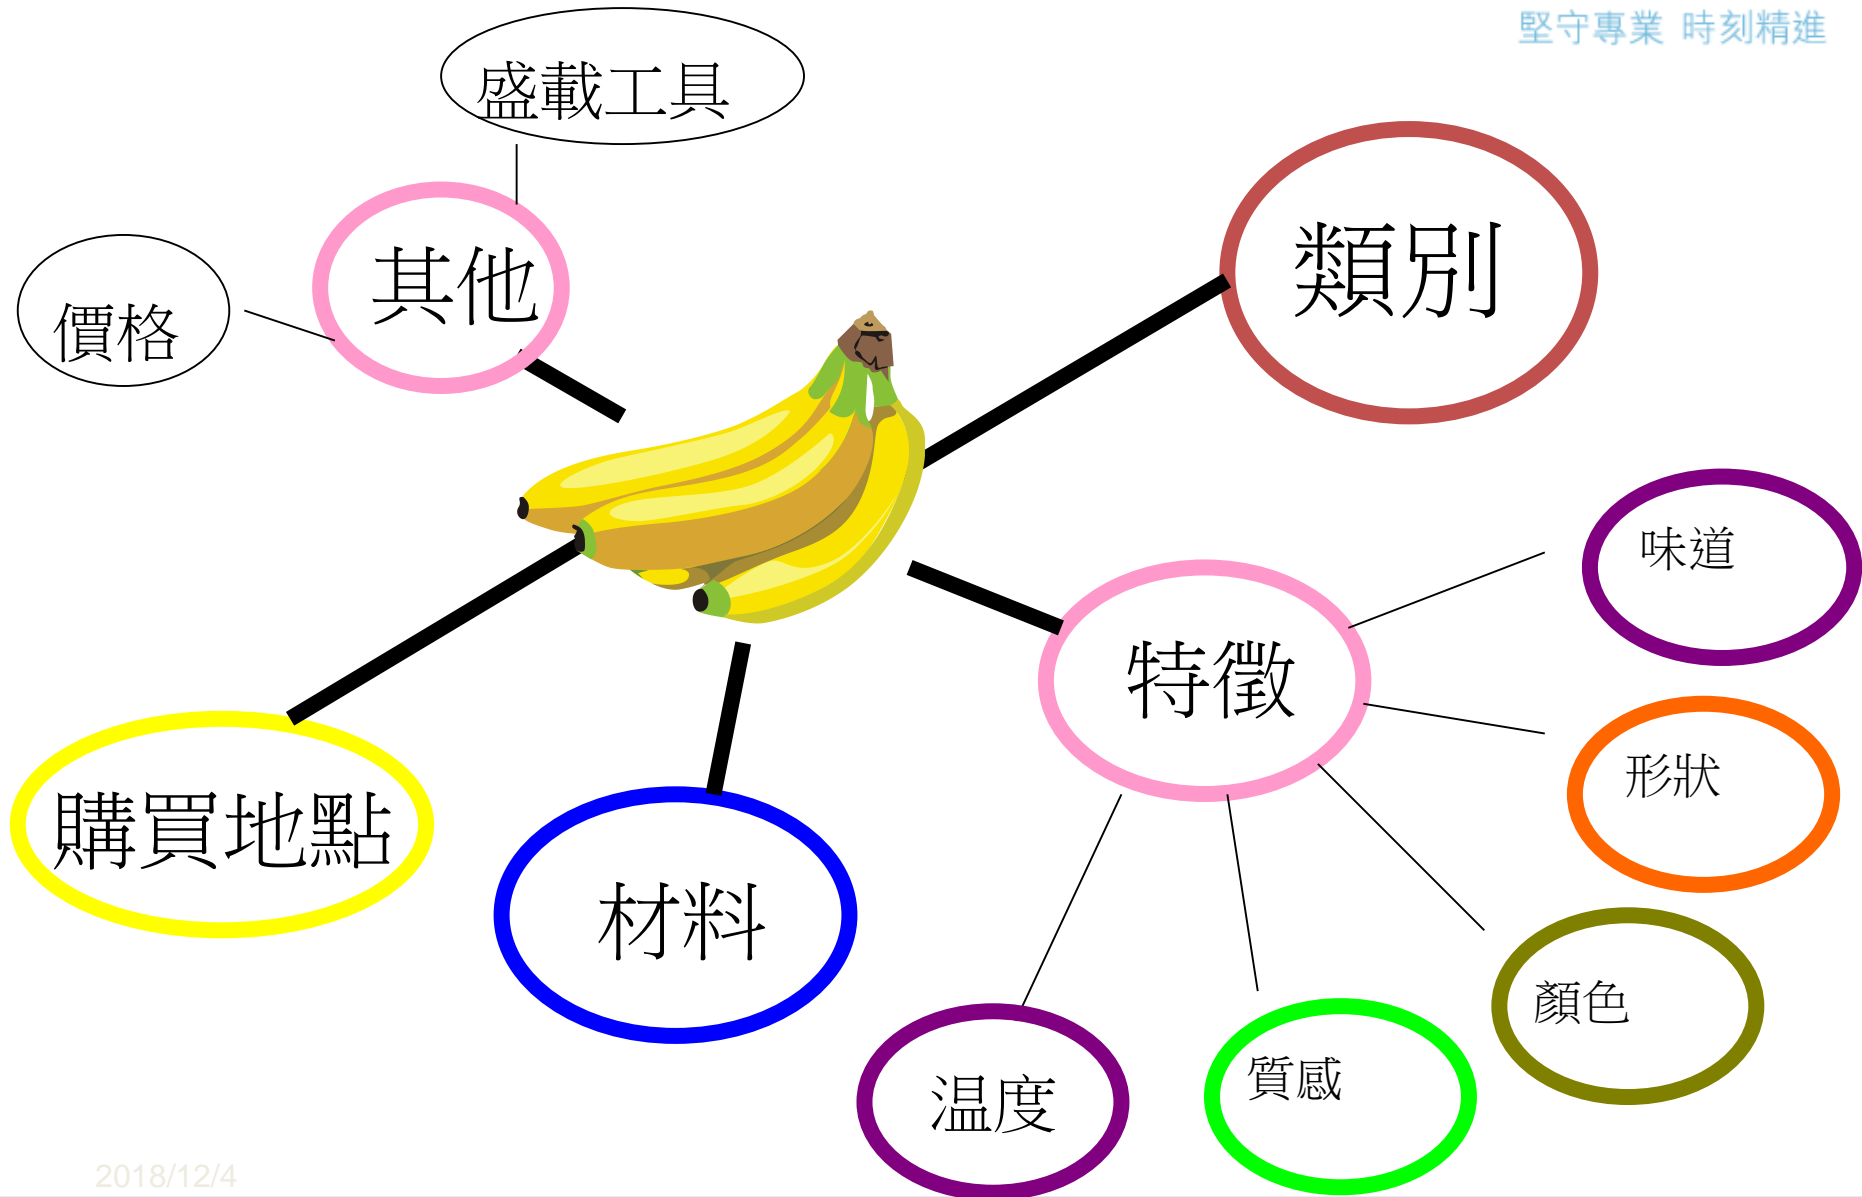 堅守專業 時刻精進
盛載工具
類別
其他
價格
味道
特徵
形狀
購買地點
材料
顏色
質感
温度
2018/12/4